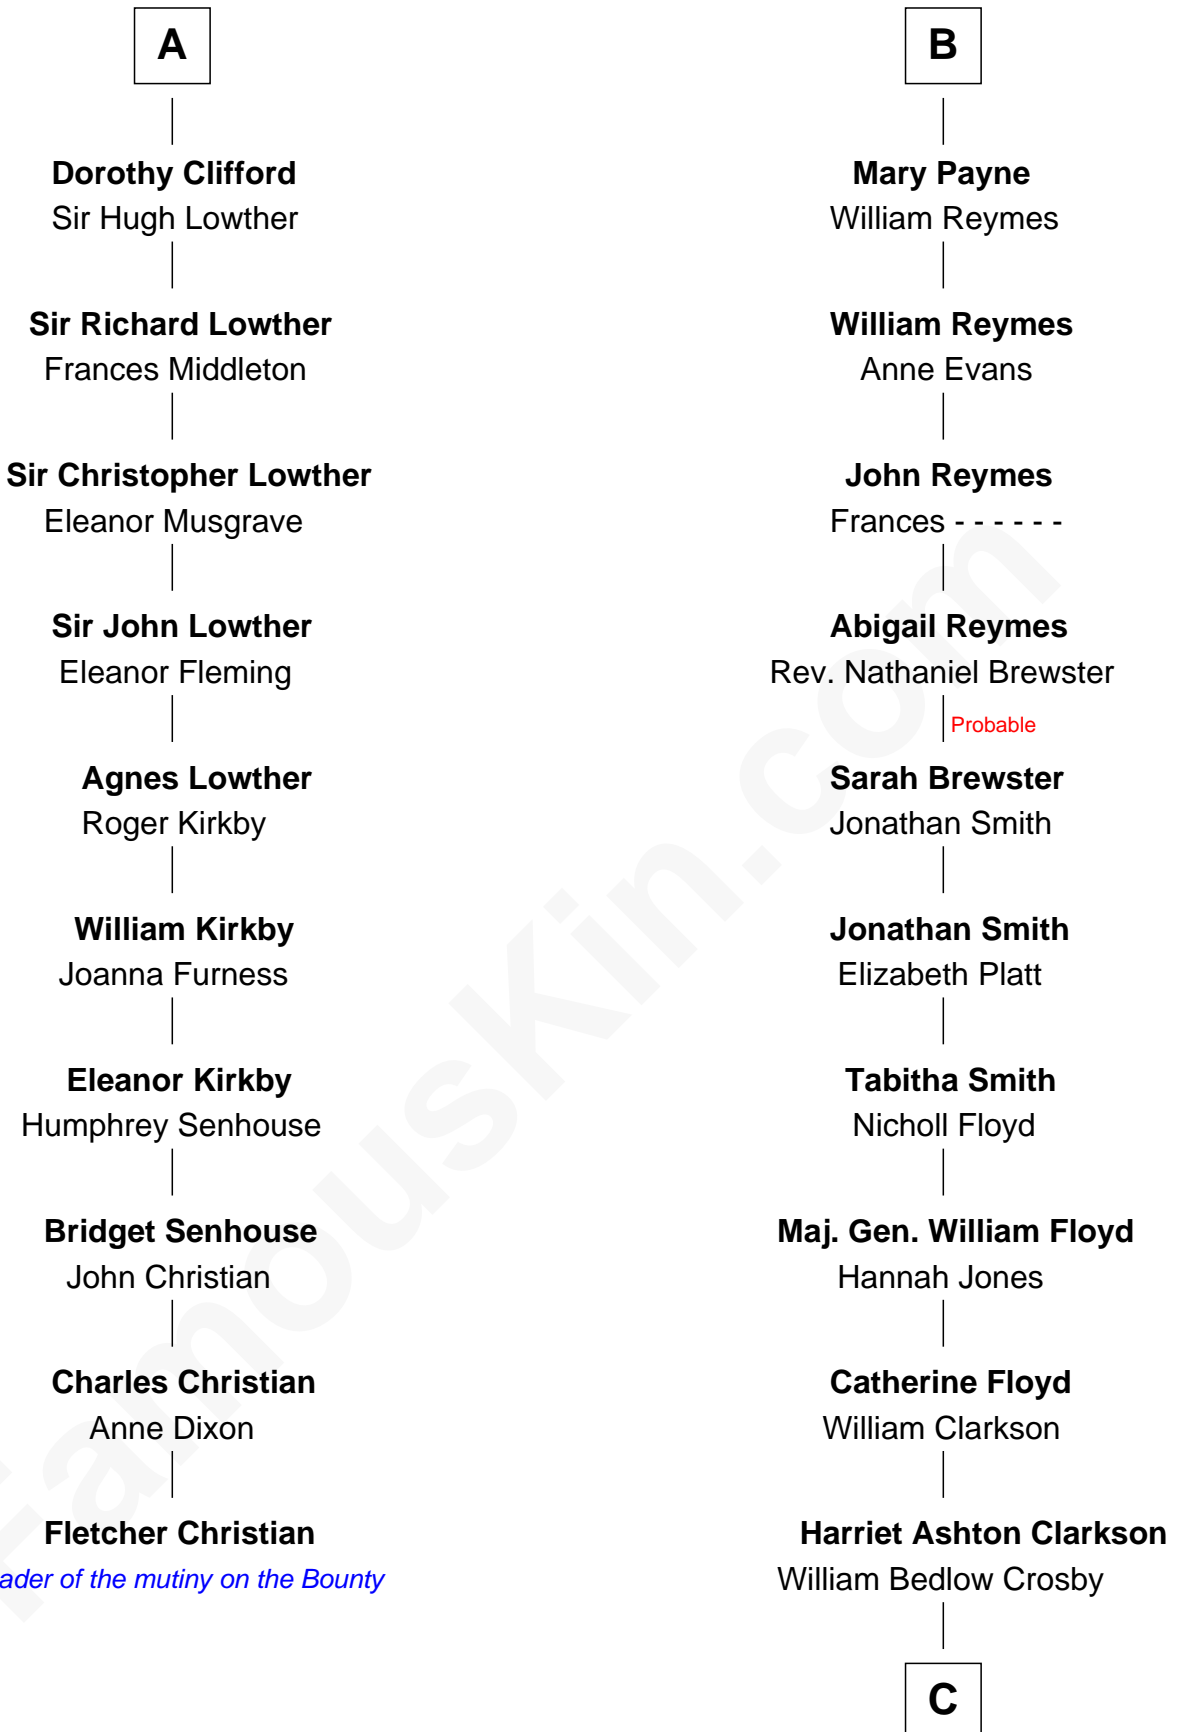 A
Dorothy Clifford
Sir Hugh Lowther
Sir Richard Lowther
Frances Middleton
Sir Christopher Lowther
Eleanor Musgrave
Sir John Lowther
Eleanor Fleming
Agnes Lowther
Roger Kirkby
William Kirkby
Joanna Furness
Eleanor Kirkby
Humphrey Senhouse
Bridget Senhouse
John Christian
Charles Christian
Anne Dixon
Fletcher Christian
ader of the mutiny on the Bounty
B
Mary Payne
William Reymes
William Reymes
Anne Evans
John Reymes
Frances - - - - - -
Abigail Reymes
Rev. Nathaniel Brewster
Probable
Sarah Brewster
Jonathan Smith
Jonathan Smith
Elizabeth Platt
Tabitha Smith
Nicholl Floyd
Maj. Gen. William Floyd
Hannah Jones
Catherine Floyd
William Clarkson
Harriet Ashton Clarkson
William Bedlow Crosby
C
FamousKin.com